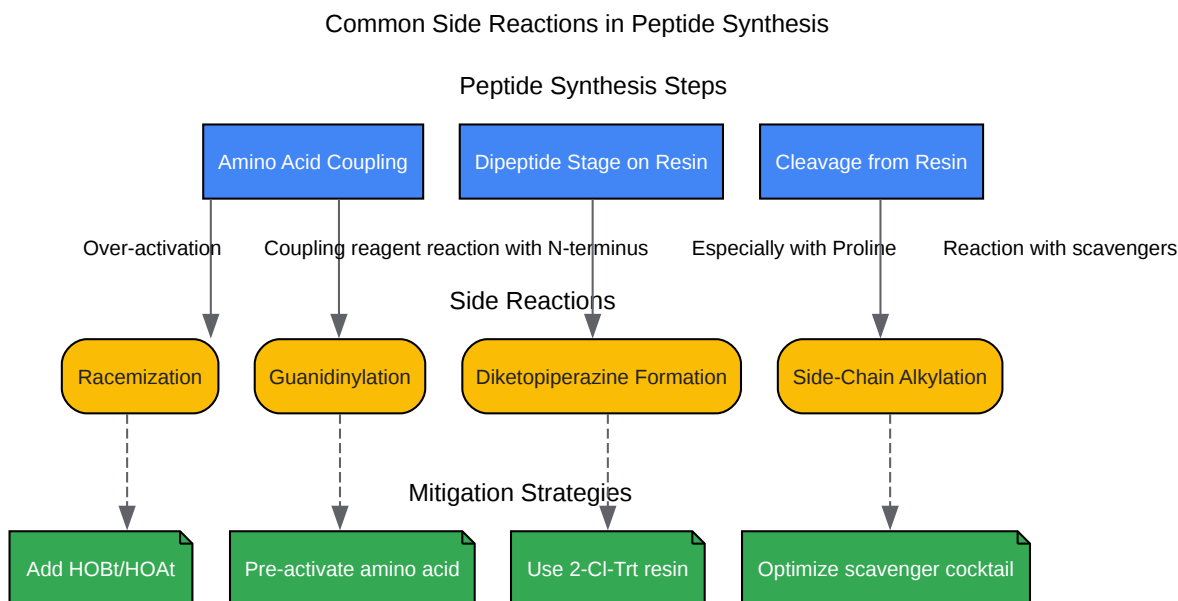 Common Side Reactions in Peptide Synthesis
Peptide Synthesis Steps
Amino Acid Coupling
Dipeptide Stage on Resin
Cleavage from Resin
Over-activation
Coupling reagent reaction with N-terminus
Especially with Proline
Reaction with scavengers
Side Reactions
Racemization
Guanidinylation
Diketopiperazine Formation
Side-Chain Alkylation
Mitigation Strategies
Add HOBt/HOAt
Pre-activate amino acid
Use 2-Cl-Trt resin
Optimize scavenger cocktail